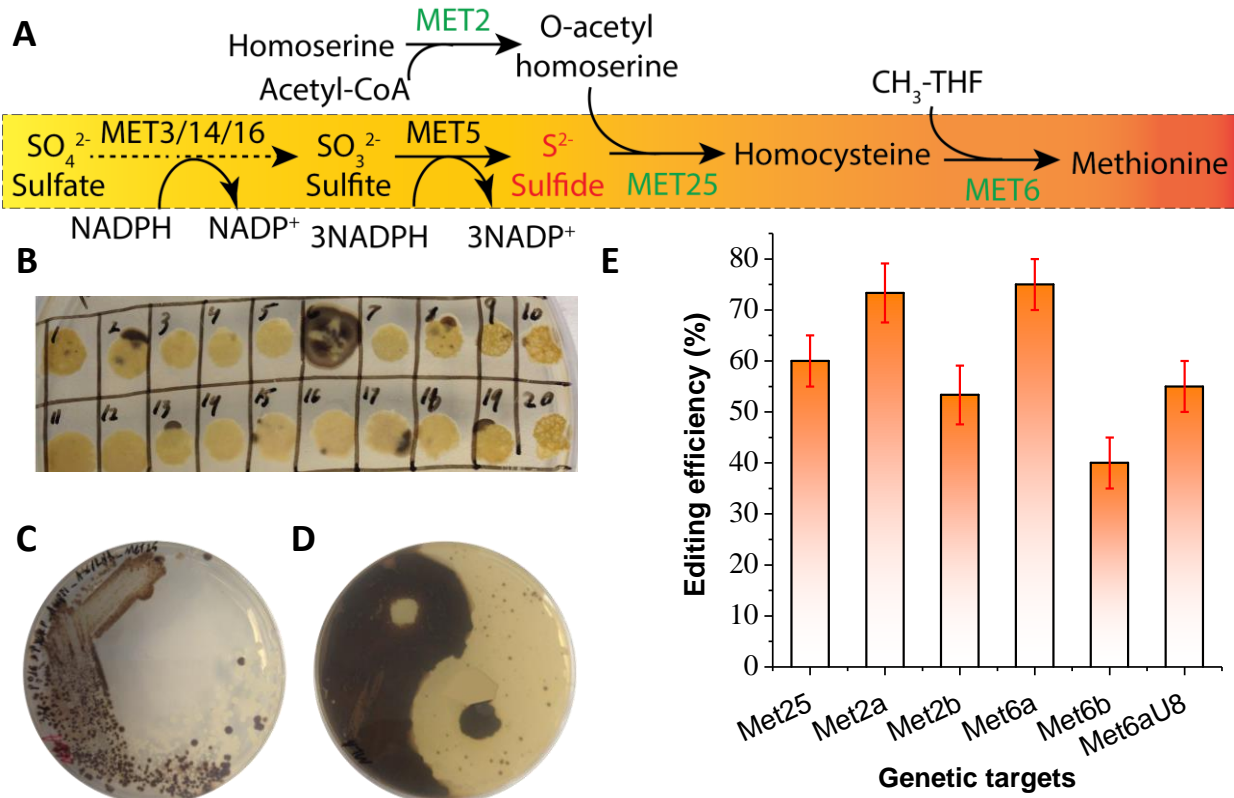 A
MET2
Homoserine
Acetyl-CoA
O-acetyl
homoserine
CH₃-THF
SO₄²⁻
Sulfate
MET3/14/16
SO₃²⁻
Sulfite
MET5
S²⁻
Sulfide
MET25
Homocysteine
MET6
Methionine
NADPH
NADP⁺
3NADPH
3NADP⁺
B
1 2 3 4 5 6 7 8 9 10
11 12 13 14 15 16 17 18 19 20
C
D
E
Editing efficiency (%)
80
70
60
50
40
30
20
10
0
Met25 Met2a Met2b Met6a Met6b Met6aU8
Genetic targets